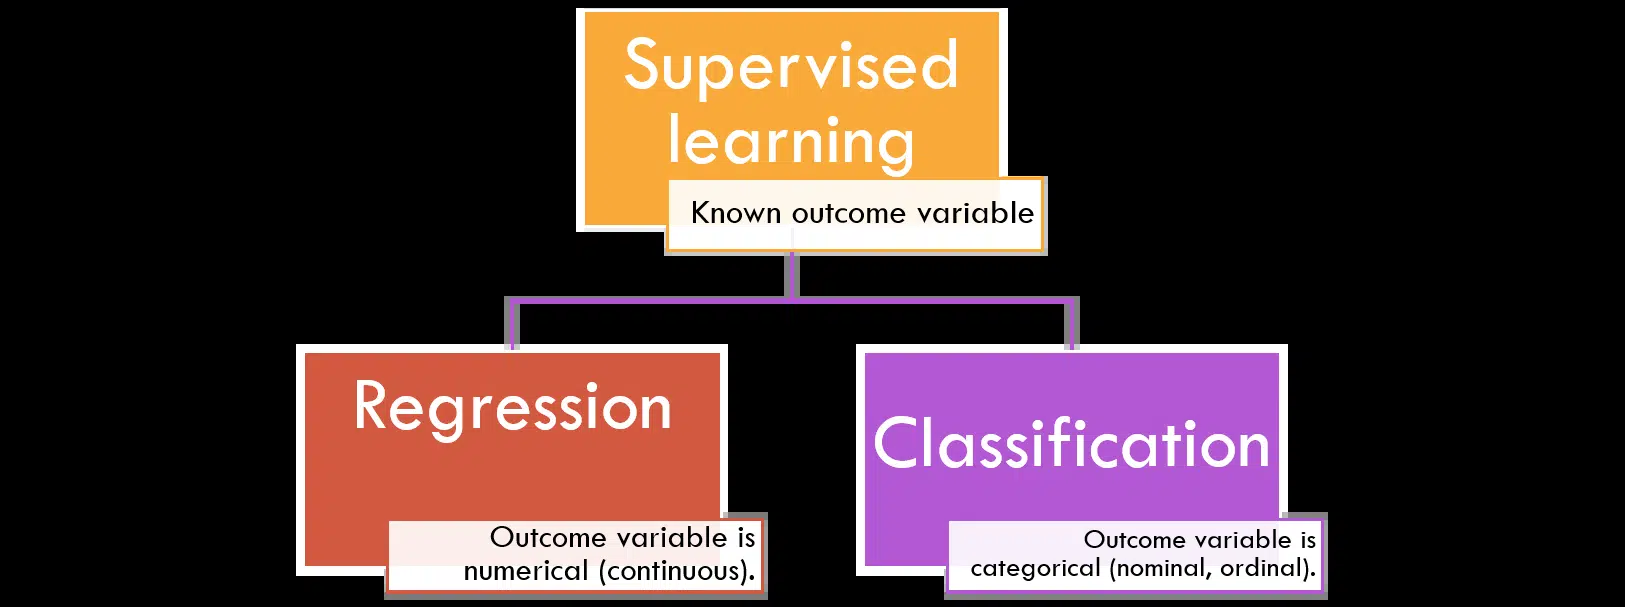 Supervised
learning
Known outcome variable
Regression
Outcome variable is
numerical (continuous).
Classification
Outcome variable is
categorical (nominal, ordinal).